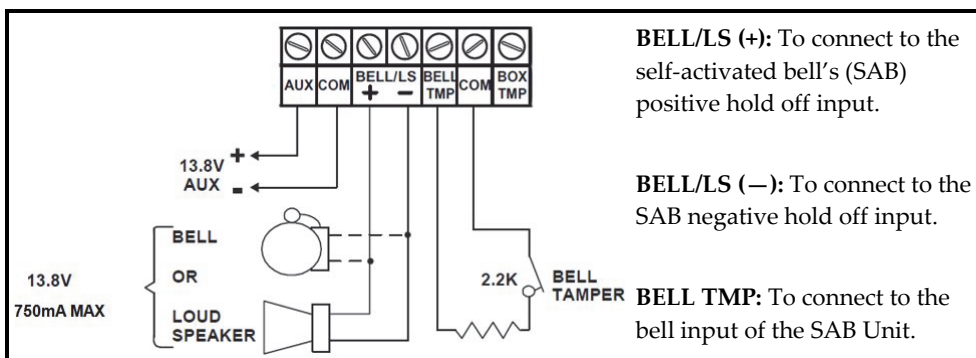 AUX COM BELL/LS BELL TMP COM BOX TMP
+ −
13.8V AUX
+
-
BELL
OR
LOUD SPEAKER
13.8V
750mA MAX
2.2K
BELL TAMPER
BELL/LS (+): To connect to the
self-activated bell’s (SAB)
positive hold off input.
BELL/LS (—): To connect to the
SAB negative hold off input.
BELL TMP: To connect to the
bell input of the SAB Unit.